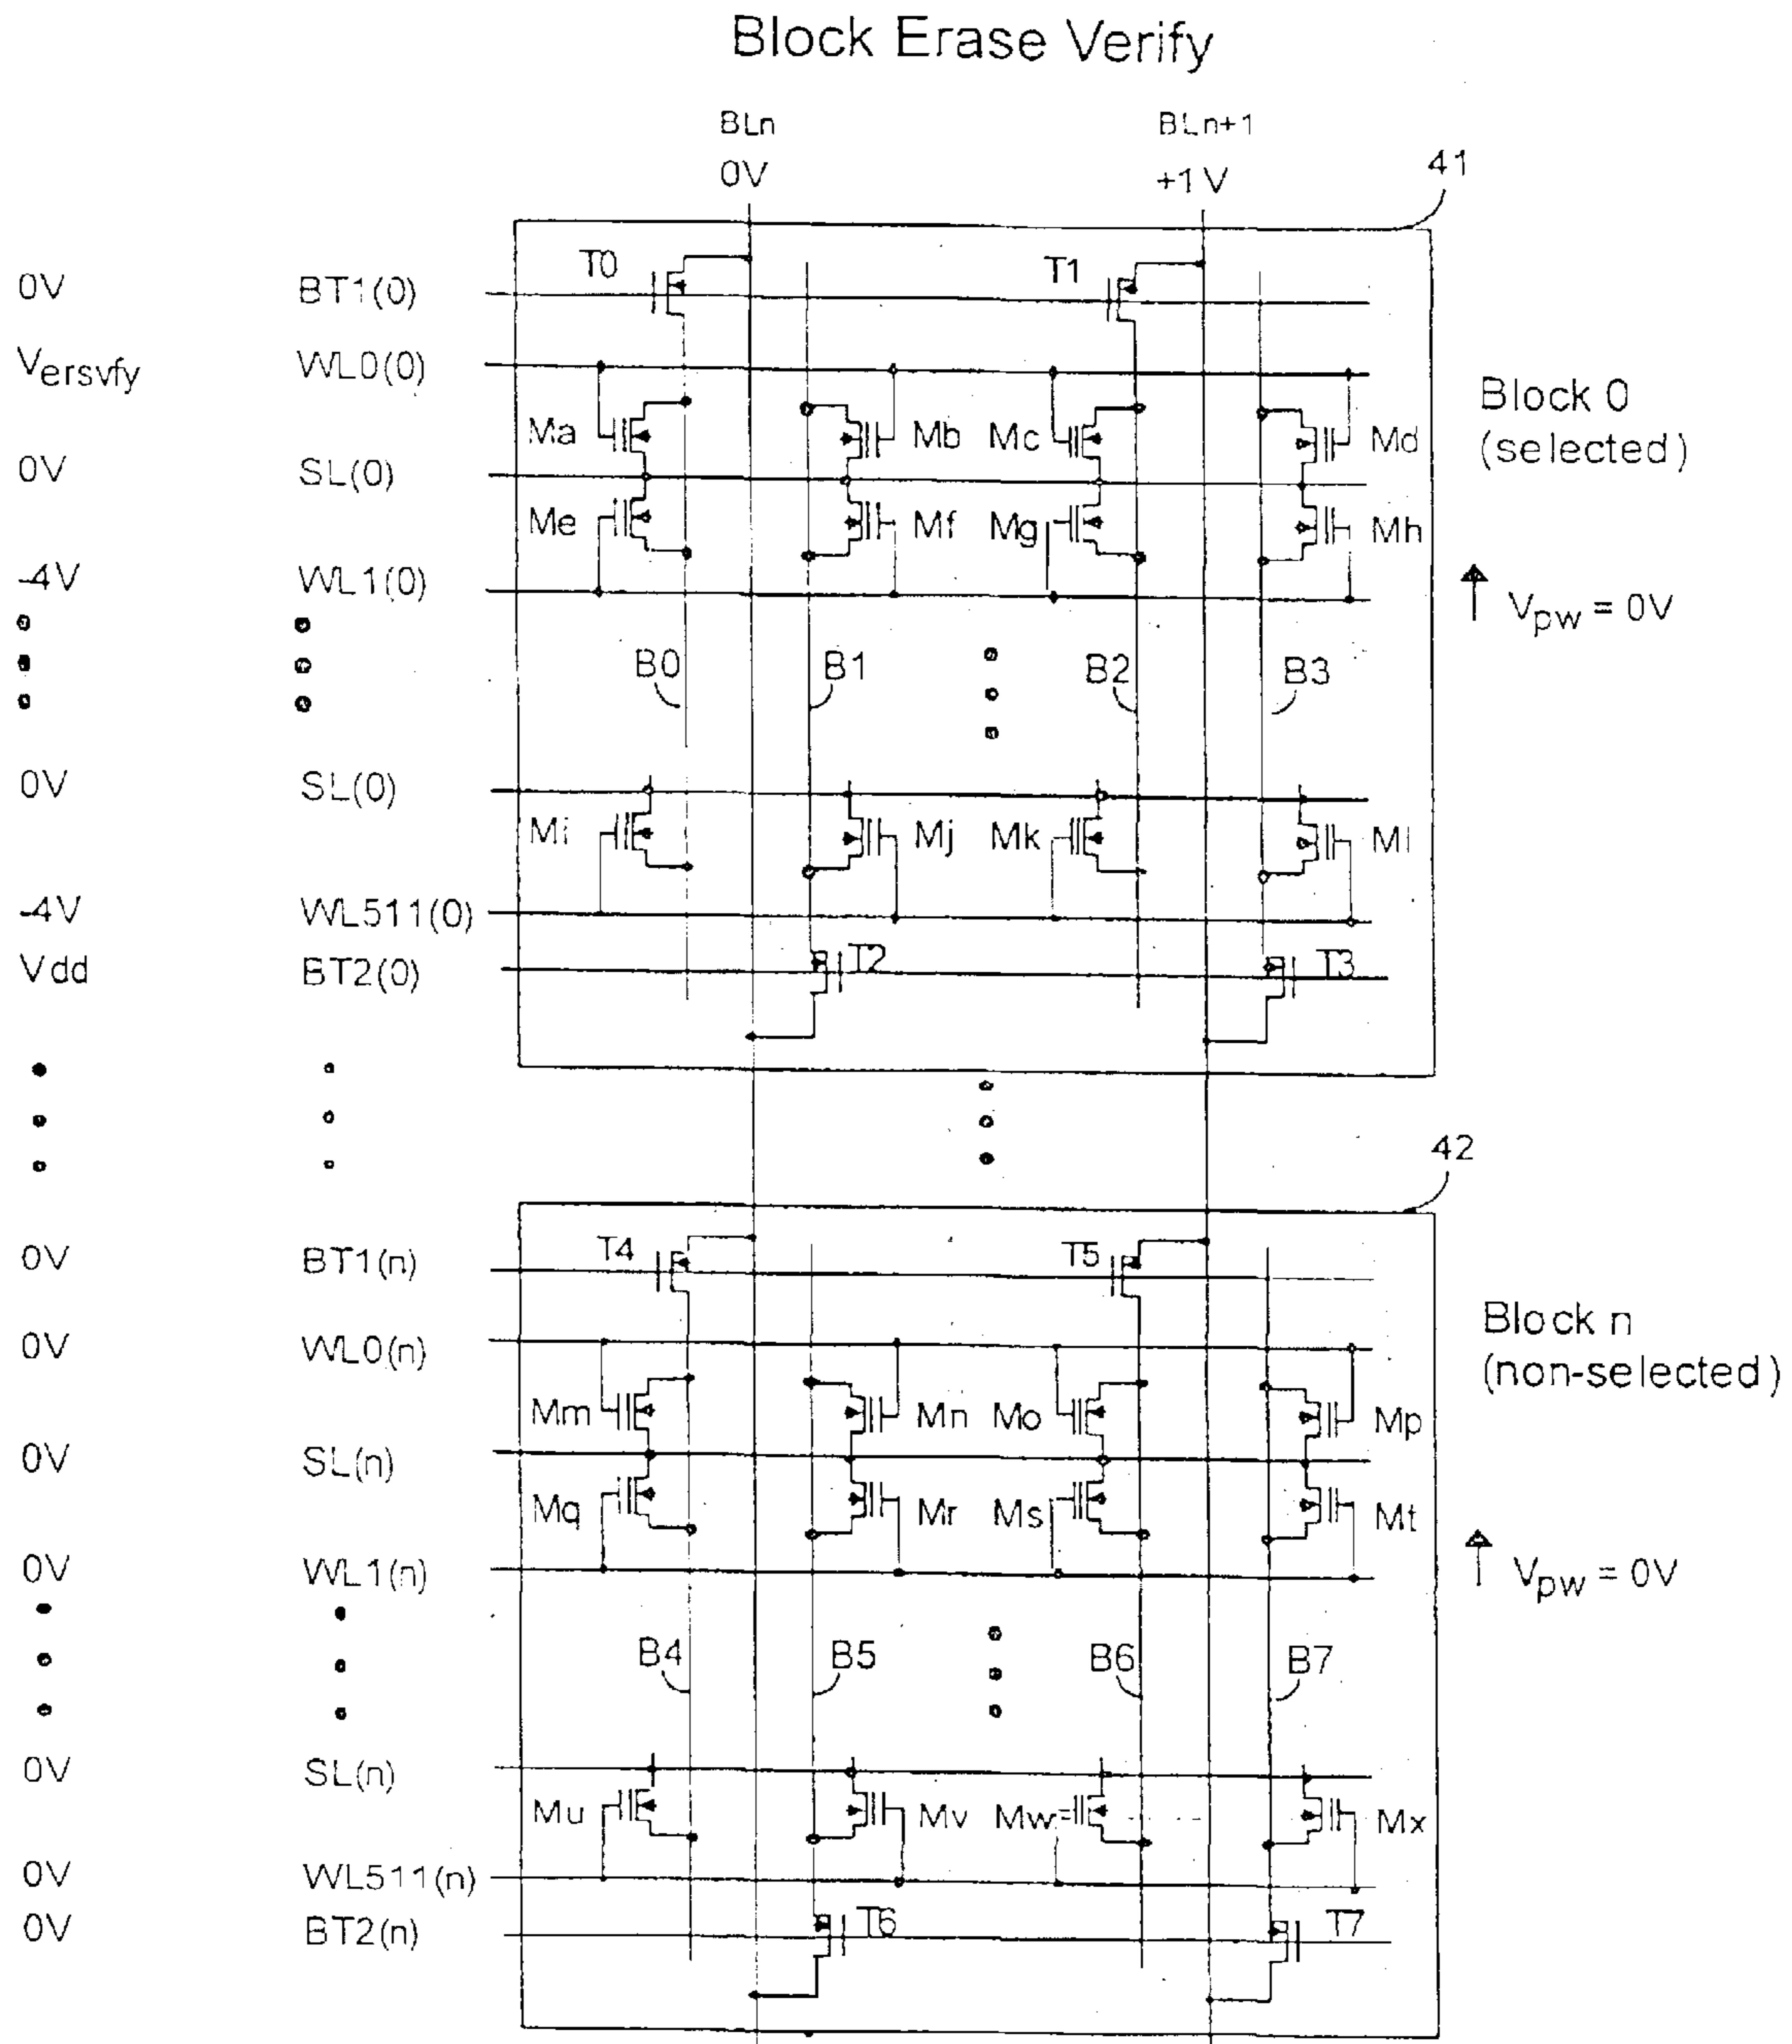 Block Erase Verify
BLn
BLn+1
0V
+1V
41
T0
T1
0V BT1(0)
Versvfy WL0(0)
Block 0
(selected)
Ma Mb Mc Md
0V SL(0)
Me Mf Mg Mh
-4V WL1(0)
Vpw = 0V
B0 B1 B2 B3
0V SL(0)
Mi Mj Mk Ml
-4V WL511(0)
Vdd BT2(0)
T2 T3
42
T4 T5
0V BT1(n)
0V WL0(n)
Block n
(non-selected)
Mm Mn Mo Mp
0V SL(n)
Mq Mr Ms Mt
0V WL1(n)
Vpw = 0V
B4 B5 B6 B7
0V SL(n)
Mu Mv Mw Mx
0V WL511(n)
0V BT2(n)
T6 T7